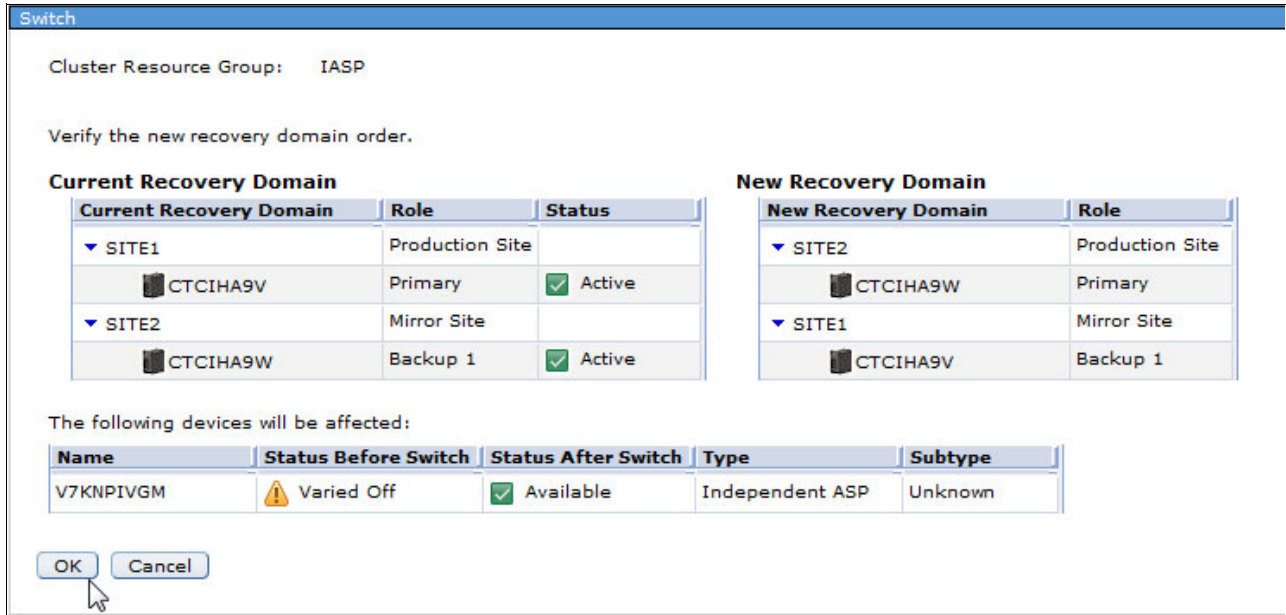 Switch
Cluster Resource Group: IASP
Verify the new recovery domain order.
Current Recovery Domain
Current Recovery Domain Role Status
SITE1 Production Site
CTCIHA9V Primary Active
SITE2 Mirror Site
CTCIHA9W Backup 1 Active
New Recovery Domain
New Recovery Domain Role
SITE2 Production Site
CTCIHA9W Primary
SITE1 Mirror Site
CTCIHA9V Backup 1
The following devices will be affected:
Name Status Before Switch Status After Switch Type Subtype
V7KNPIVGM Varied Off Available Independent ASP Unknown
OK Cancel